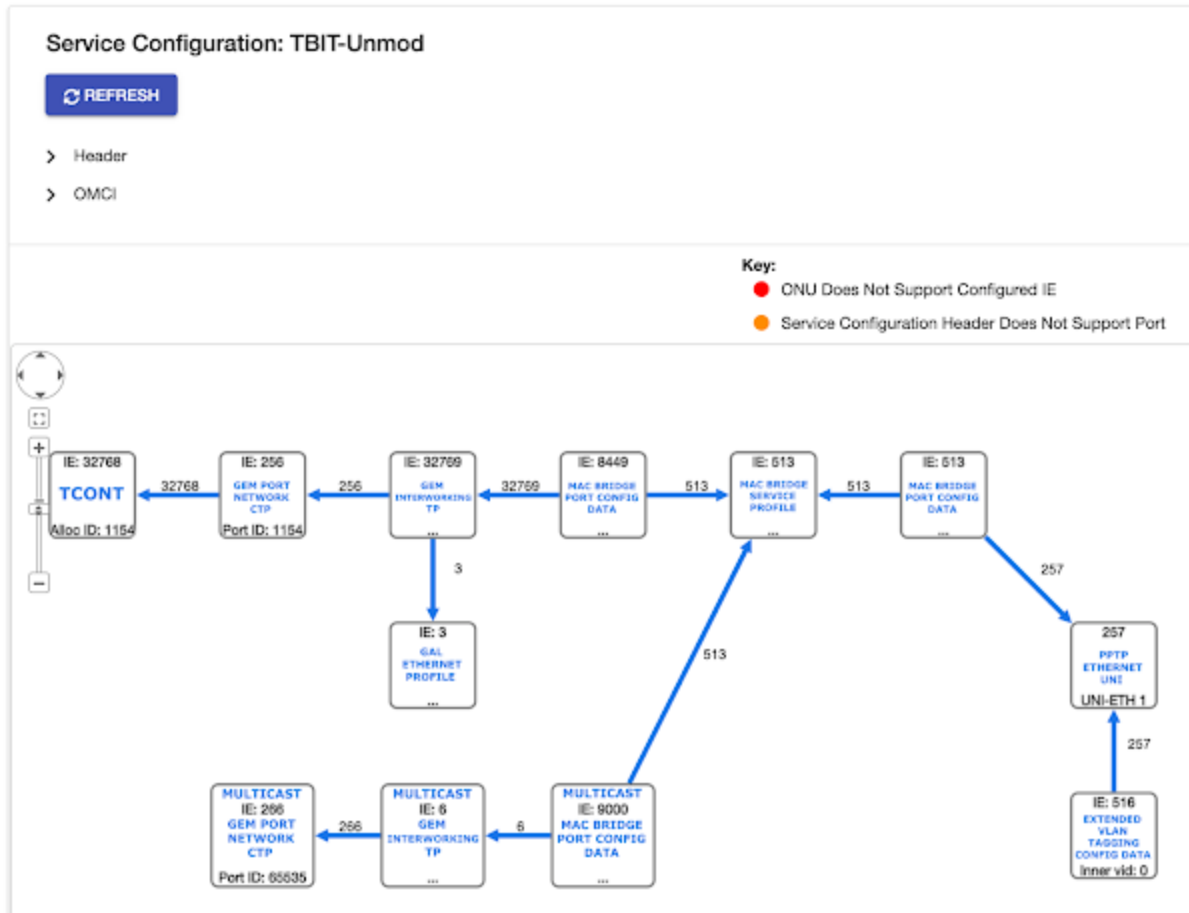 Service Configuration: TBIT-Unmod
REFRESH
Header
OMCI
Key:
ONU Does Not Support Configured IE
Service Configuration Header Does Not Support Port
IE: 32768
TCONT
Alloc ID: 1154
32768
IE: 256
GEM PORT
NETWORK
CTP
Port ID: 1154
256
IE: 32769
GEM
INTERWORKING
TP
...
32769
IE: 8449
MAC BRIDGE
PORT CONFIG
DATA
...
513
IE: 513
MAC BRIDGE
SERVICE
PROFILE
...
513
IE: 513
MAC BRIDGE
PORT CONFIG
DATA
...
3
257
IE: 3
GAL
ETHERNET
PROFILE
...
513
257
PPTP
ETHERNET
UNI
UNI-ETH 1
257
MULTICAST
IE: 266
GEM PORT
NETWORK
CTP
Port ID: 65535
266
MULTICAST
IE: 6
GEM
INTERWORKING
TP
...
6
MULTICAST
IE: 9000
MAC BRIDGE
PORT CONFIG
DATA
...
IE: 516
EXTENDED
VLAN
TAGGING
CONFIG DATA
Inner vid: 0